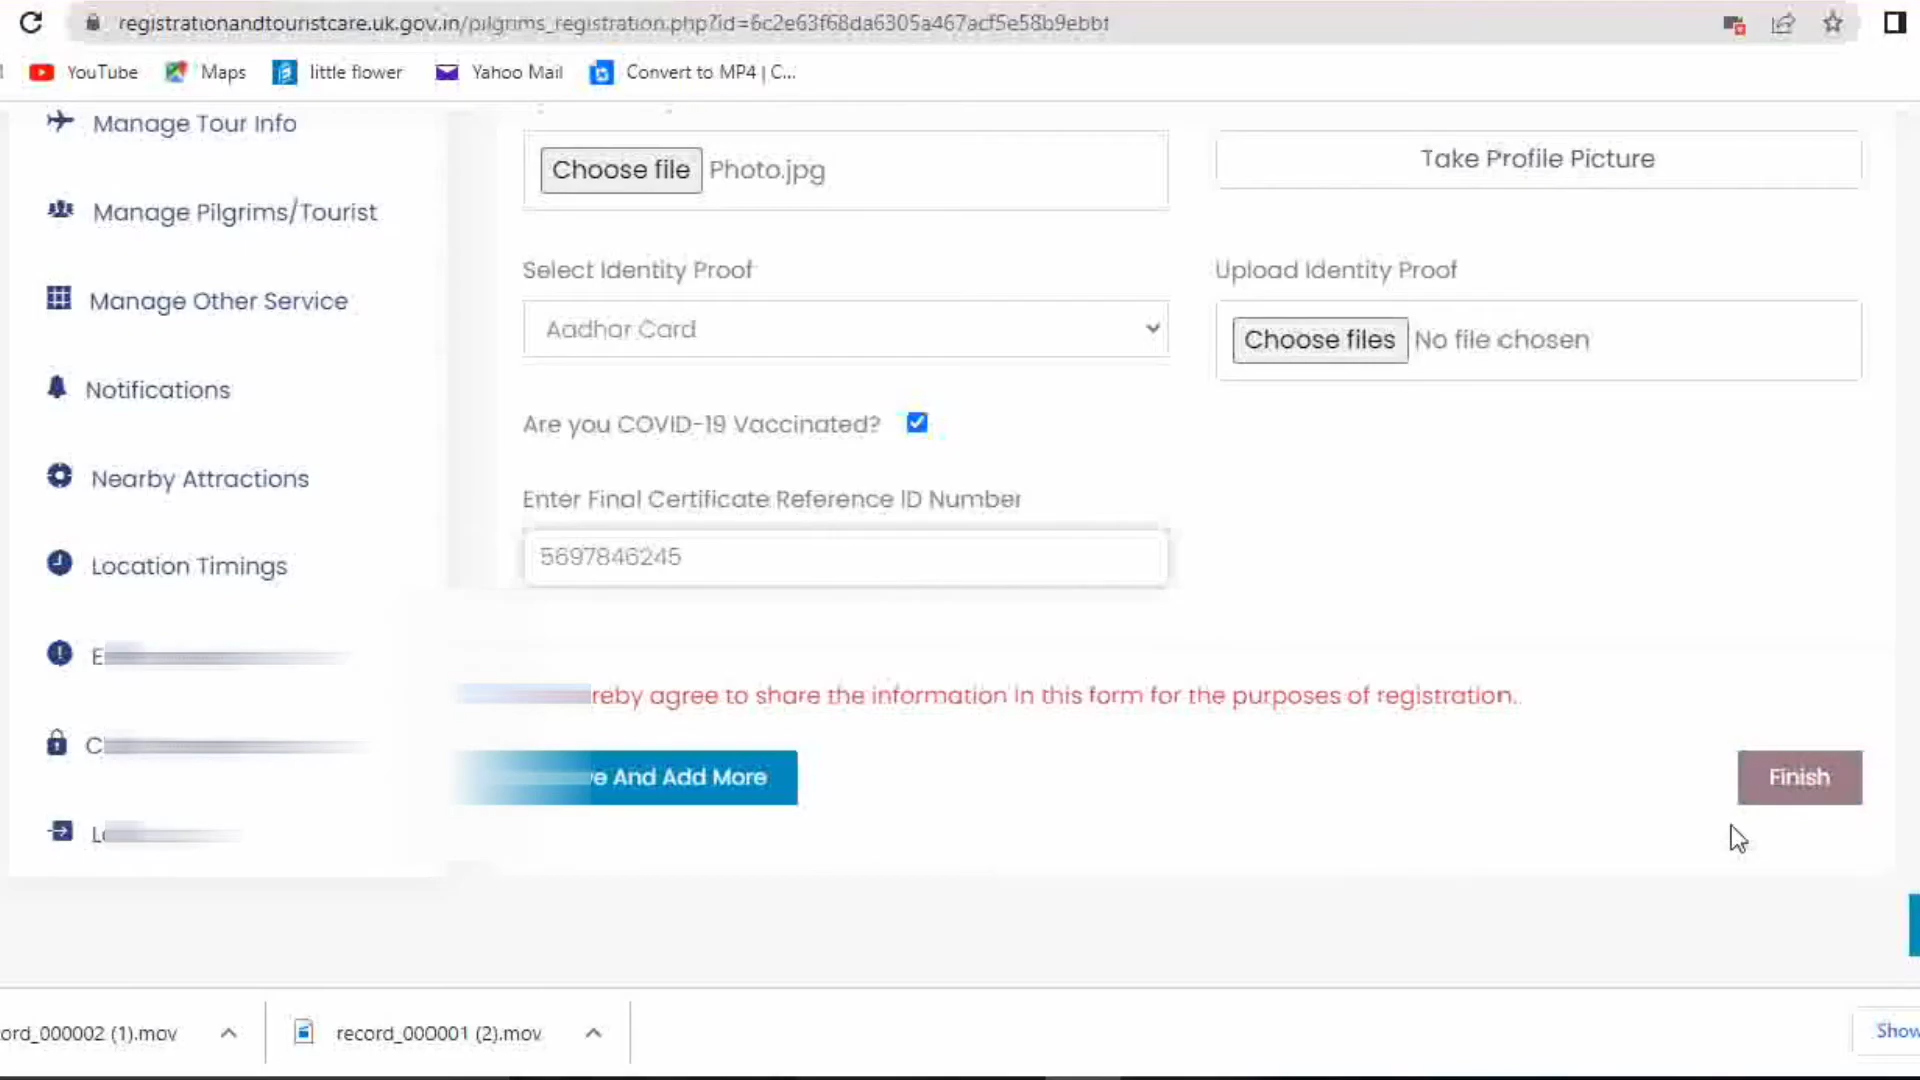 registrationandtouristcare.uk.gov.in/pilgrims_registration.php?id=6c2e63f68da6305a467acf5e58b9ebbf
YouTube Maps little flower Yahoo Mail Convert to MP4 | C...
Manage Tour Info
Manage Pilgrims/Tourist
Manage Other Service
Notifications
Nearby Attractions
Location Timings
E
C
L
Choose file Photo.jpg
Take Profile Picture
Select Identity Proof
Upload Identity Proof
Aadhar Card
Choose files No file chosen
Are you COVID-19 Vaccinated?
Enter Final Certificate Reference ID Number
5697846245
reby agree to share the information in this form for the purposes of registration.
e And Add More
Finish
ord_000002 (1).mov
record_000001 (2).mov
Show